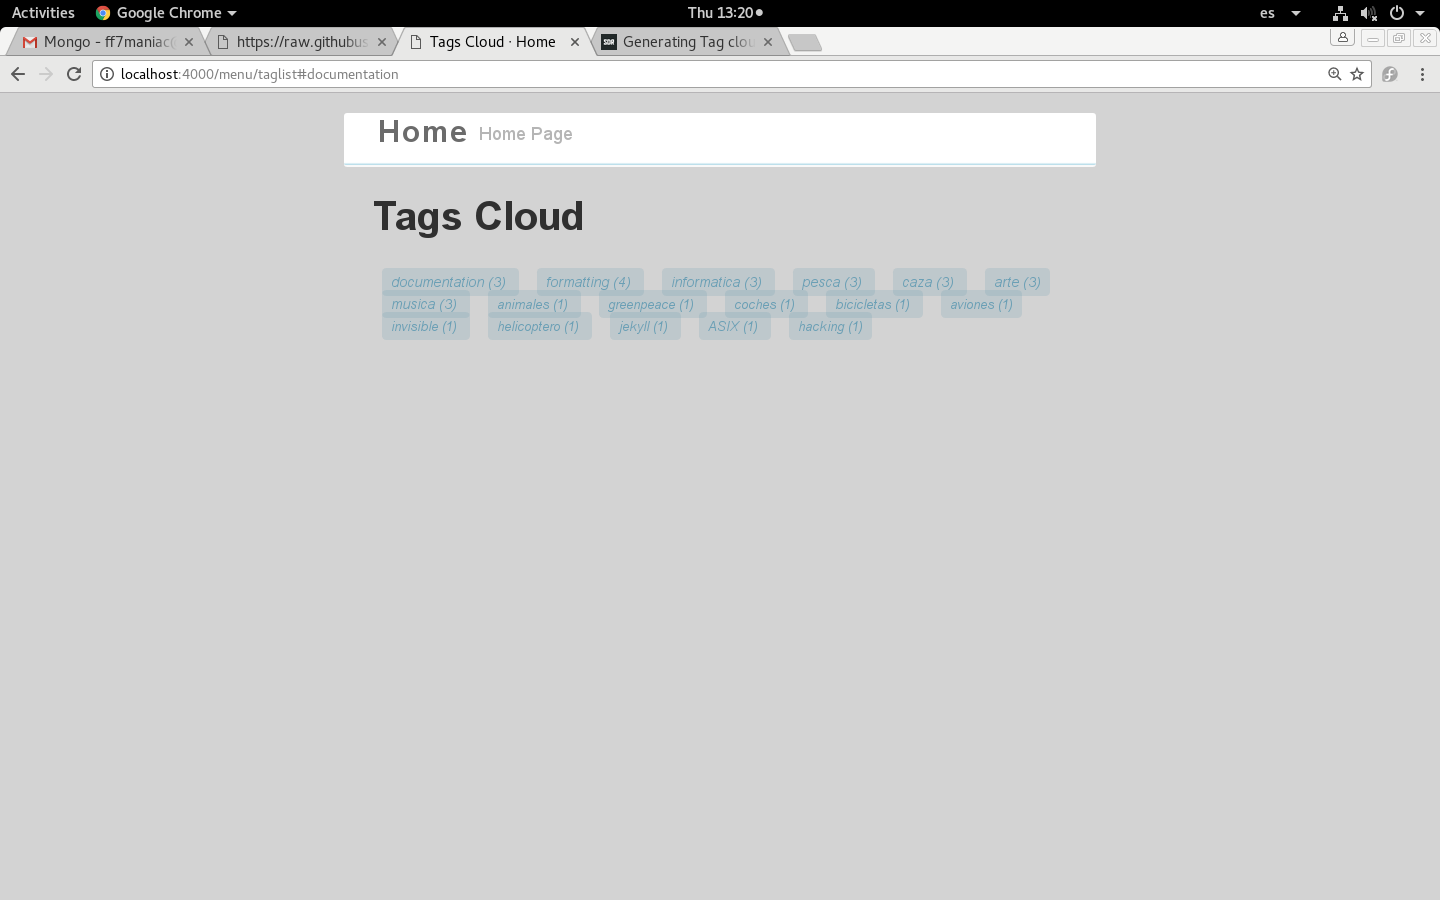 Activities Google Chrome Thu 13:20 es
Mongo - ff7maniac@ https://raw.githubus Tags Cloud · Home SDR Generating Tag clou
localhost:4000/menu/taglist#documentation
Home Home Page
Tags Cloud
documentation (3) formatting (4) informatica (3) pesca (3) caza (3) arte (3)
musica (3) animales (1) greenpeace (1) coches (1) bicicletas (1) aviones (1)
invisible (1) helicoptero (1) jekyll (1) ASIX (1) hacking (1)